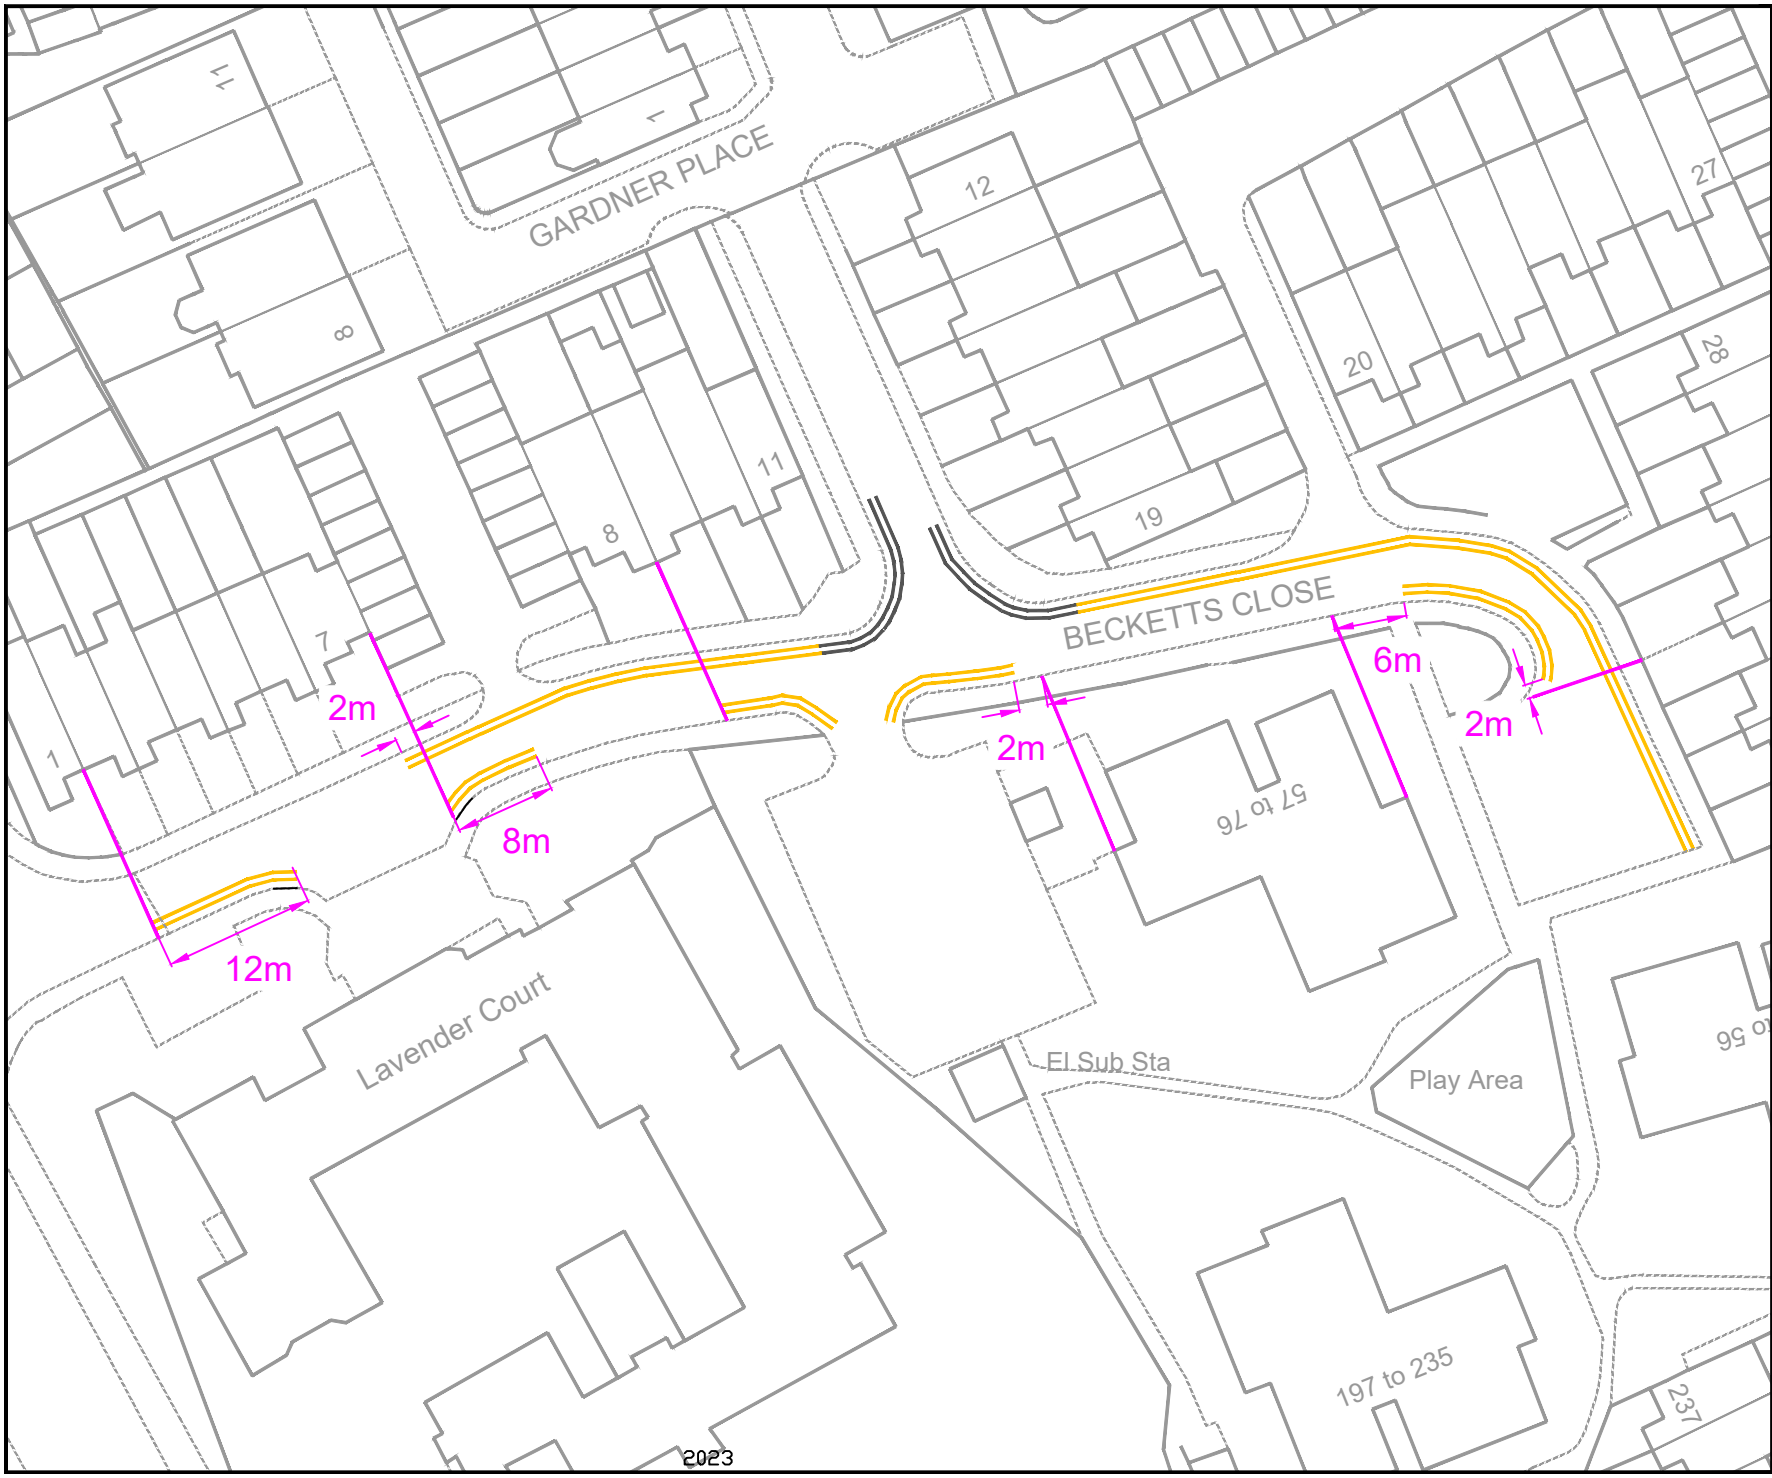 11
1
GARDNER PLACE
12
27
8
20
28
11
8
19
BECKETTS CLOSE
7
6m
2m
2m
2m
1
57 to 76
8m
12m
Lavender Court
to 56
El Sub Sta
Play Area
197 to 235
237
2023